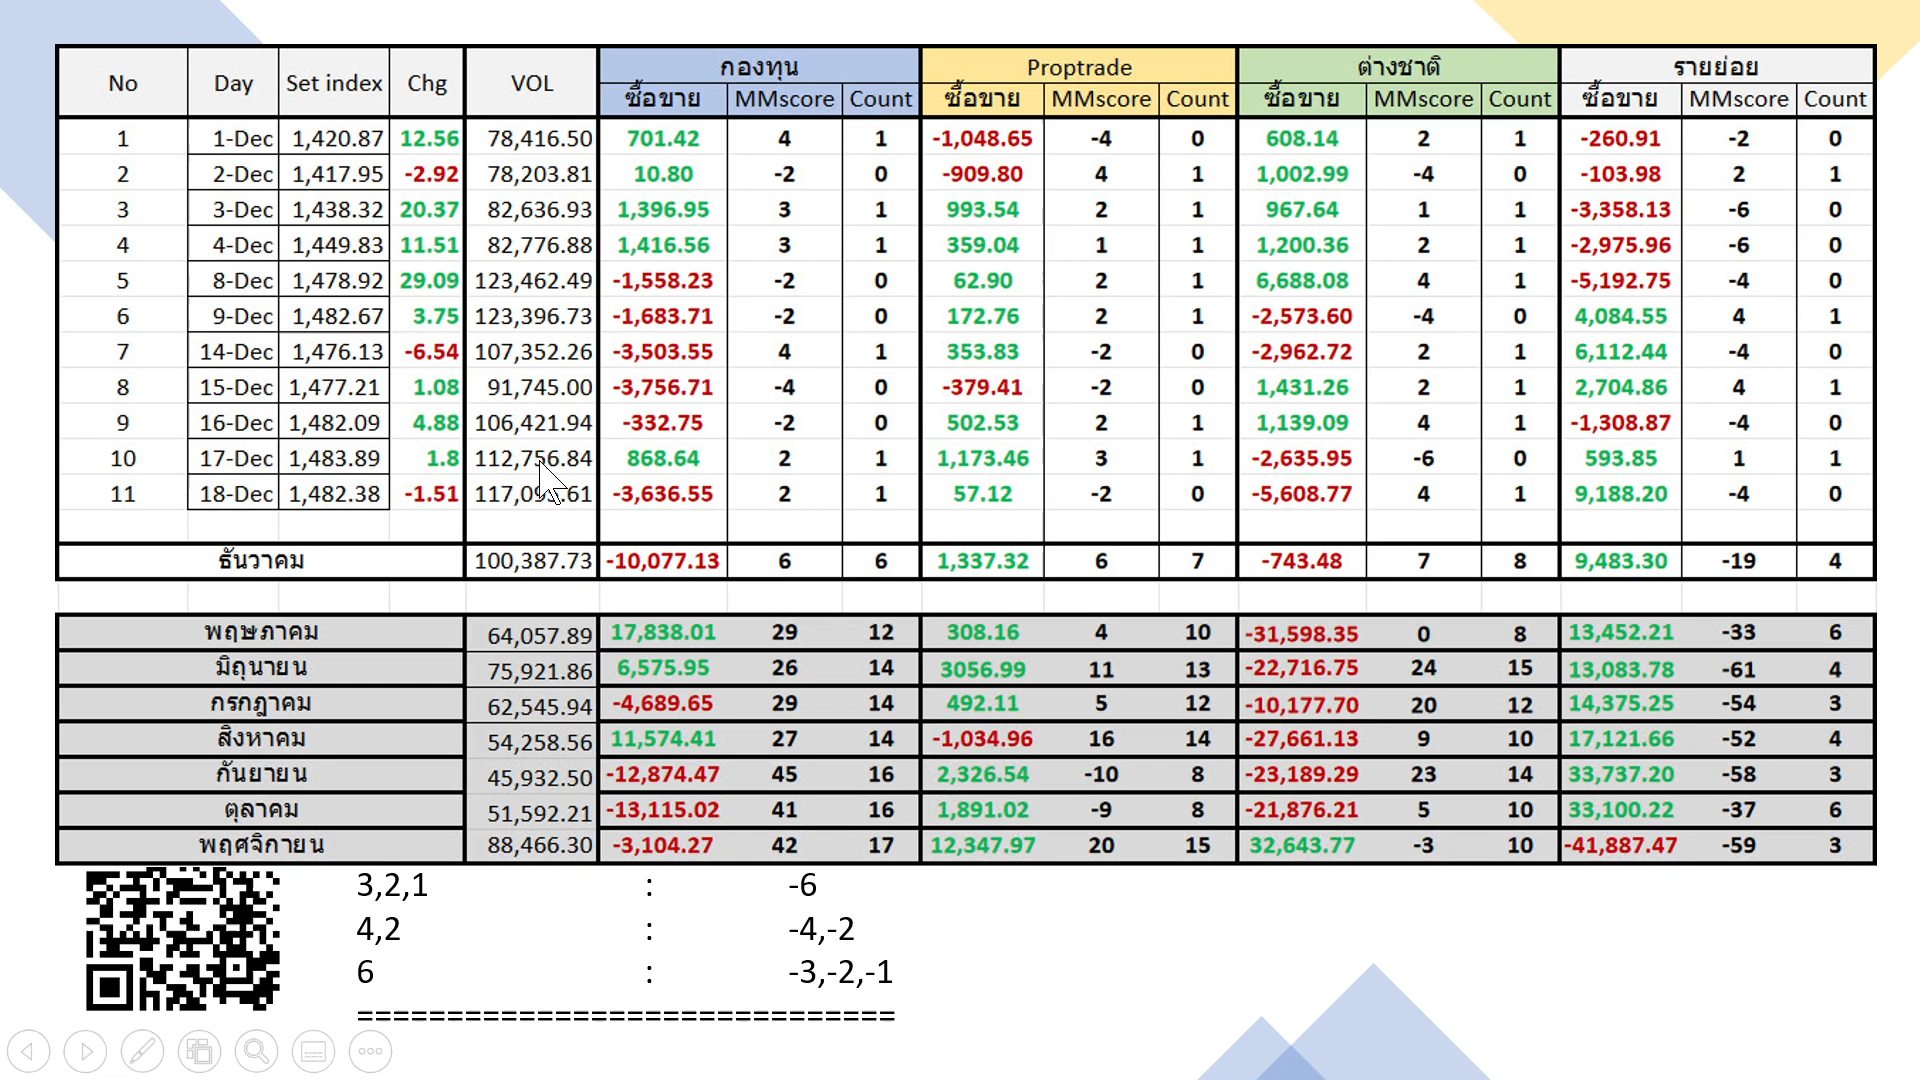 กองทุน Proptrade ต่างชาติ รายย่อย
No Day Set index Chg VOL ซื้อขาย MMscore Count ซื้อขาย MMscore Count ซื้อขาย MMscore Count ซื้อขาย MMscore Count
1 1-Dec 1,420.87 12.56 78,416.50 701.42 4 1 -1,048.65 -4 0 608.14 2 1 -260.91 -2 0
2 2-Dec 1,417.95 -2.92 78,203.81 10.80 -2 0 -909.80 4 1 1,002.99 -4 0 -103.98 2 1
3 3-Dec 1,438.32 20.37 82,636.93 1,396.95 3 1 993.54 2 1 967.64 1 1 -3,358.13 -6 0
4 4-Dec 1,449.83 11.51 82,776.88 1,416.56 3 1 359.04 1 1 1,200.36 2 1 -2,975.96 -6 0
5 8-Dec 1,478.92 29.09 123,462.49 -1,558.23 -2 0 62.90 2 1 6,688.08 4 1 -5,192.75 -4 0
6 9-Dec 1,482.67 3.75 123,396.73 -1,683.71 -2 0 172.76 2 1 -2,573.60 -4 0 4,084.55 4 1
7 14-Dec 1,476.13 -6.54 107,352.26 -3,503.55 4 1 353.83 -2 0 -2,962.72 2 1 6,112.44 -4 0
8 15-Dec 1,477.21 1.08 91,745.00 -3,756.71 -4 0 -379.41 -2 0 1,431.26 2 1 2,704.86 4 1
9 16-Dec 1,482.09 4.88 106,421.94 -332.75 -2 0 502.53 2 1 1,139.09 4 1 -1,308.87 -4 0
10 17-Dec 1,483.89 1.8 112,756.84 868.64 2 1 1,173.46 3 1 -2,635.95 -6 0 593.85 1 1
11 18-Dec 1,482.38 -1.51 -3,636.55 2 1 57.12 -2 0 -5,608.77 4 1 9,188.20 -4 0
ธันวาคม 100,387.73 -10,077.13 6 6 1,337.32 6 7 -743.48 7 8 9,483.30 -19 4
พฤษภาคม 64,057.89 17,838.01 29 12 308.16 4 10 -31,598.35 0 8 13,452.21 -33 6
มิถุนายน 75,921.86 6,575.95 26 14 3056.99 11 13 -22,716.75 24 15 13,083.78 -61 4
กรกฎาคม 62,545.94 -4,689.65 29 14 492.11 5 12 -10,177.70 20 12 14,375.25 -54 3
สิงหาคม 54,258.56 11,574.41 27 14 -1,034.96 16 14 -27,661.13 9 10 17,121.66 -52 4
กันยายน 45,932.50 -12,874.47 45 16 2,326.54 -10 8 -23,189.29 23 14 33,737.20 -58 3
ตุลาคม 51,592.21 -13,115.02 41 16 1,891.02 -9 8 -21,876.21 5 10 33,100.22 -37 6
พฤศจิกายน 88,466.30 -3,104.27 42 17 12,347.97 20 15 32,643.77 -3 10 -41,887.47 -59 3
3,2,1 : -6
4,2 : -4,-2
6 : -3,-2,-1
==============================